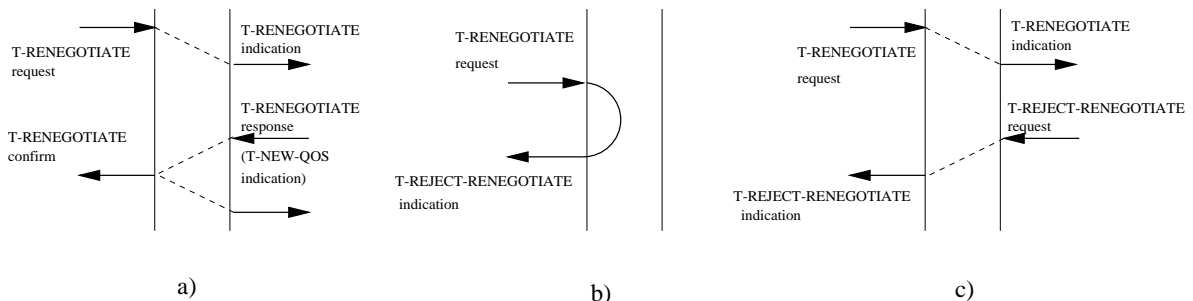 T-RENEGOTIATE
request
T-RENEGOTIATE
indication
T-RENEGOTIATE
response
(T-NEW-QOS
indication)
T-RENEGOTIATE
confirm
a)
T-RENEGOTIATE
request
T-REJECT-RENEGOTIATE
indication
b)
T-RENEGOTIATE
request
T-RENEGOTIATE
indication
T-REJECT-RENEGOTIATE
request
T-REJECT-RENEGOTIATE
indication
c)